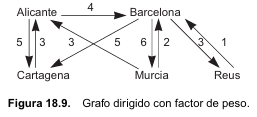 4
Alicante Barcelona
5 3 3 5 6 2 3 1
Cartagena Murcia Reus
Figura 18.9. Grafo dirigido con factor de peso.